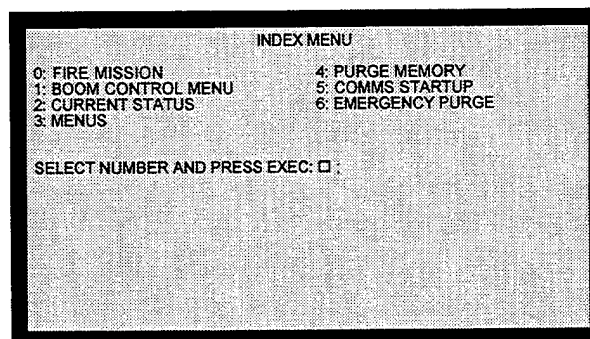 INDEX MENU
0: FIRE MISSION
1: BOOM CONTROL MENU
2: CURRENT STATUS
3: MENUS
4: PURGE MEMORY
5: COMMS STARTUP
6: EMERGENCY PURGE
SELECT NUMBER AND PRESS EXEC: □ ;